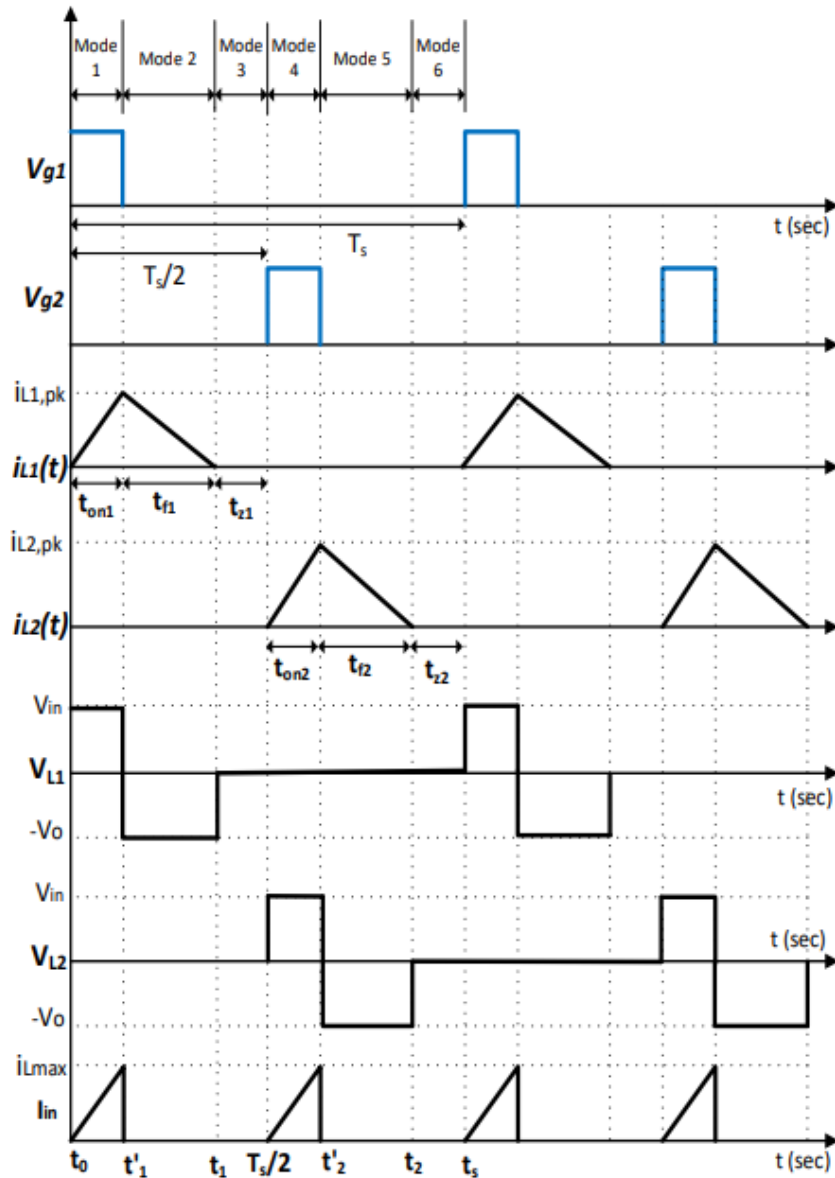 Mode 1 Mode 2 Mode 3 Mode 4 Mode 5 Mode 6
Vg1
t (sec)
Ts
Ts/2
Vg2
iL1,pk
iL1(t)
ton1 tf1 tz1
iL2,pk
iL2(t)
ton2 tf2 tz2
Vin
VL1
t (sec)
-Vo
Vin
t (sec)
VL2
-Vo
iLmax
Iin
t0 t'1 t1 Ts/2 t'2 t2 ts t (sec)